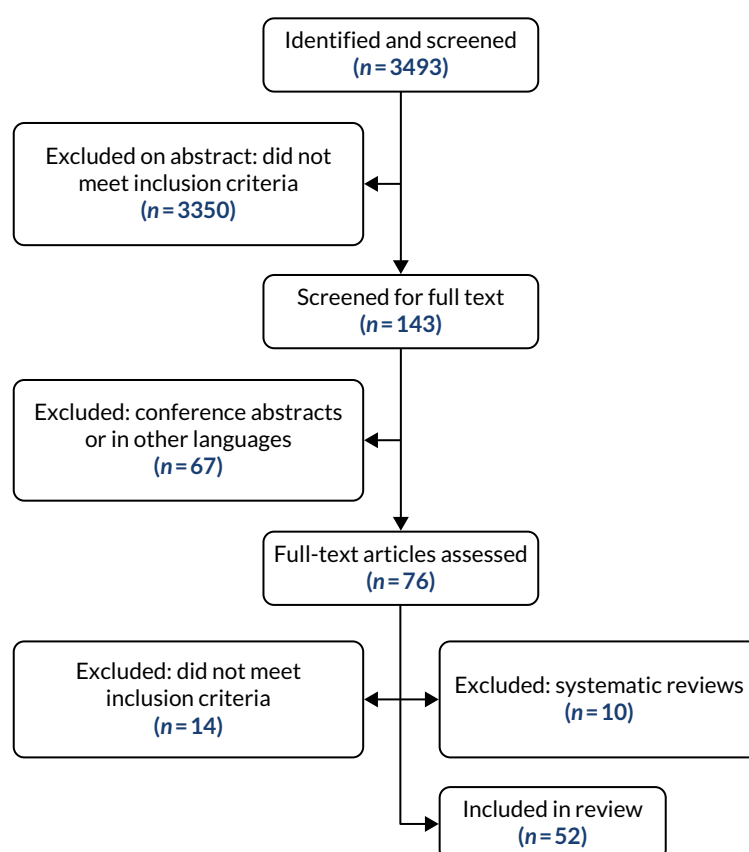 Identified and screened
(n=3493)
Excluded on abstract: did not
meet inclusion criteria
(n=3350)
Screened for full text
(n=143)
Excluded: conference abstracts
or in other languages
(n=67)
Full-text articles assessed
(n=76)
Excluded: did not meet
inclusion criteria
(n=14)
Excluded: systematic reviews
(n=10)
Included in review
(n=52)